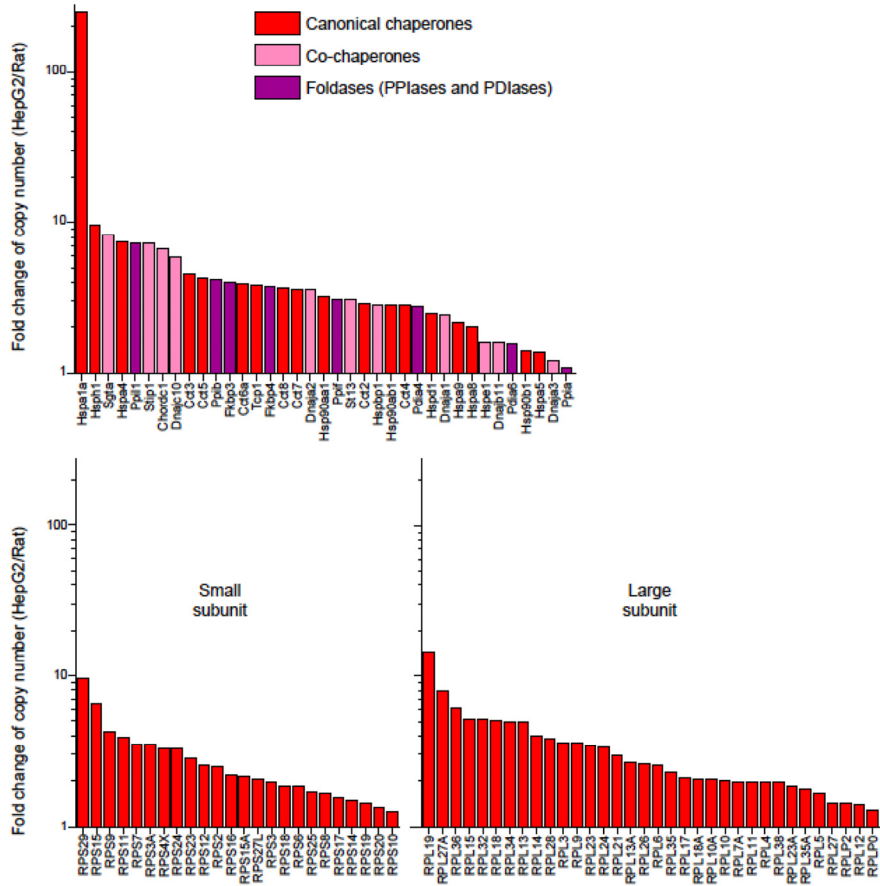 Canonical chaperones
Co-chaperones
Foldases (PPIases and PDIases)
Fold change of copy number (HepG2/Rat)
100
10
1
Hspa1a
Hsph1
Sgta
Hspa4
Ppil1
Stip1
Chordc1
Dnajc10
Cct3
Cct5
Ppib
Fkbp3
Cct6a
Tcp1
Fkbp4
Cct8
Cct7
Dnaja2
Hsp90aa1
Ppif
St13
Cct2
Hspbp1
Hsp90ab1
Cct4
Pdia4
Hspd1
Dnaja1
Hspa9
Hspa8
Hspe1
Dnajb11
Pdia6
Hsp90b1
Hspa5
Dnaja3
Ppia
Fold change of copy number (HepG2/Rat)
100
10
1
Small
subunit
RPS29
RPS15
RPS9
RPS11
RPS7
RPS3A
RPS4X
RPS24
RPS23
RPS12
RPS2
RPS16
RPS15A
RPS27L
RPS3
RPS18
RPS6
RPS25
RPS8
RPS17
RPS14
RPS19
RPS20
RPS10
100
10
1
Large
subunit
RPL19
RPL27A
RPL36
RPL15
RPL32
RPL18
RPL34
RPL13
RPL14
RPL28
RPL3
RPL9
RPL23
RPL24
RPL21
RPL13A
RPL26
RPL6
RPL35
RPL17
RPL18A
RPL10A
RPL10
RPL7A
RPL11
RPL4
RPL38
RPL23A
RPL35A
RPL5
RPL27
RPLP2
RPL12
RPLP0